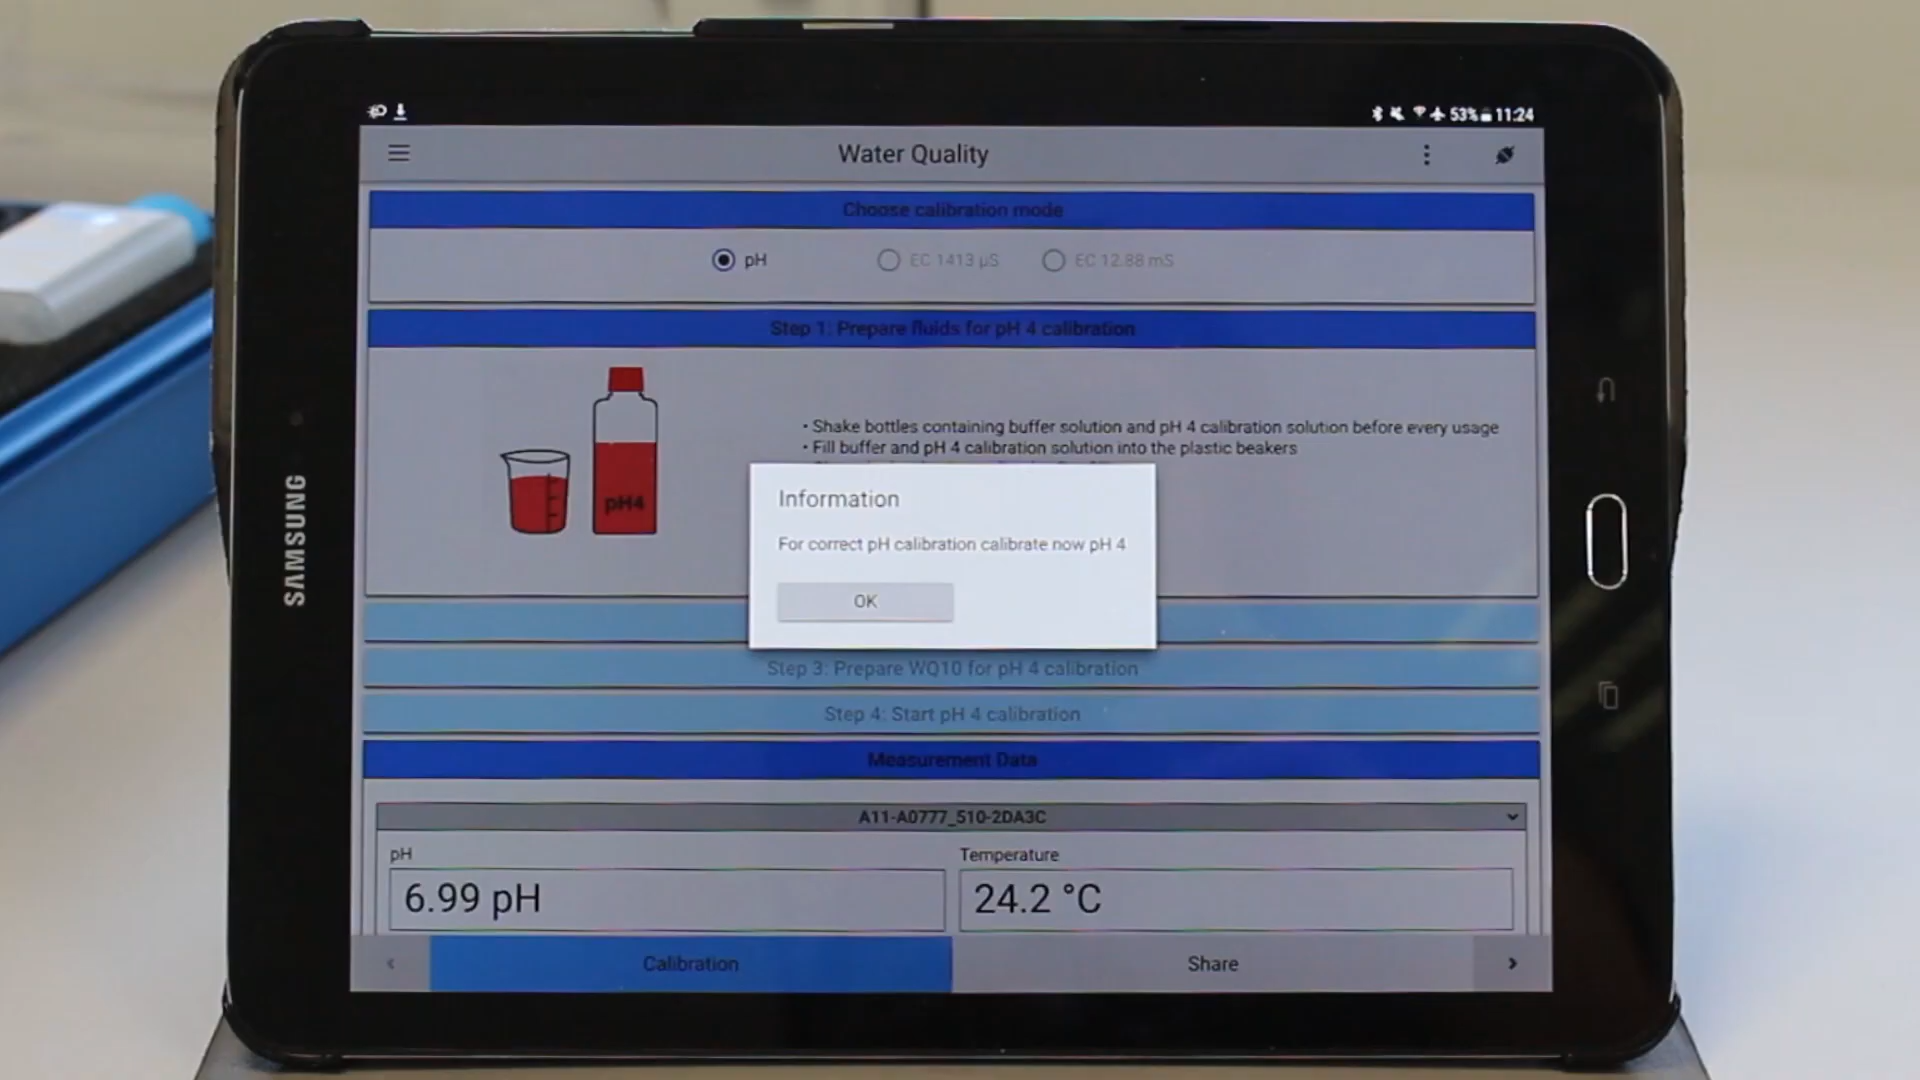 53% 11:24
Water Quality
Choose calibration mode
pH
EC 1413 µS
EC 12.88 mS
Step 1: Prepare fluids for pH 4 calibration
• Shake bottles containing buffer solution and pH 4 calibration solution before every usage
• Fill buffer and pH 4 calibration solution into the plastic beakers
pH4
Information
For correct pH calibration calibrate now pH 4
OK
Step 3: Prepare WQ10 for pH 4 calibration
Step 4: Start pH 4 calibration
Measurement Data
A11-A0777_510-2DA3C
pH
Temperature
6.99 pH
24.2 °C
Calibration
Share
SAMSUNG